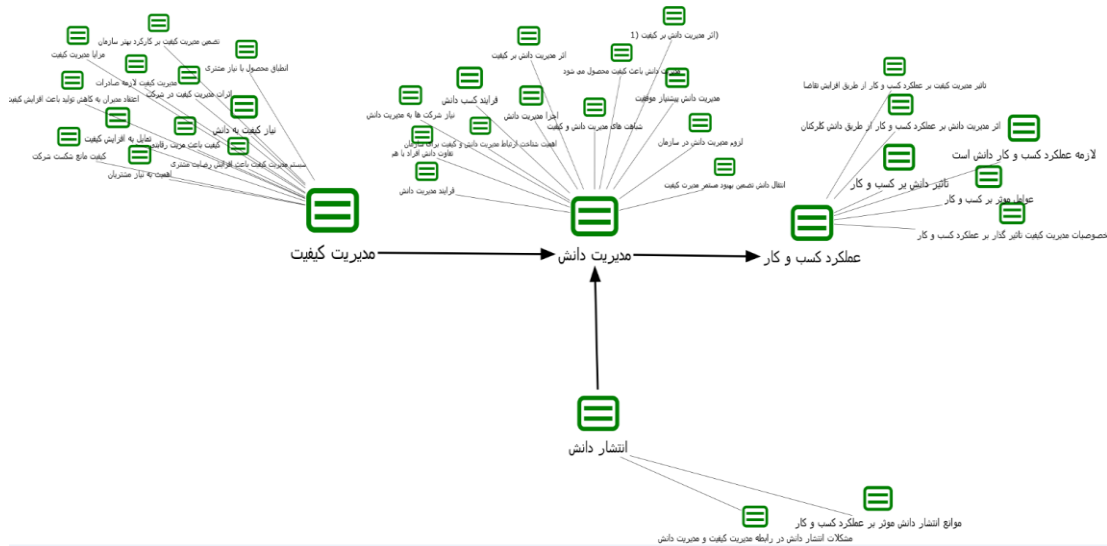 تضمین مدیریت کیفیت بر کارکرد بهتر سازمان
مزایا مدیریت کیفیت
انطباق محصول با نیاز مشتری
مدیریت کیفیت لازمه صادرات
اثرات مدیریت کیفیت در شرکت
اعتقاد مدیران به کاهش تولید باعث افزایش کیفیت
نیاز کیفیت به دانش
تمایل به افزایش کیفیت
کیفیت باعث مزیت رقابتی
کیفیت مانع شکست شرکت
سیستم مدیریت کیفیت باعث افزایش رضایت مشتری
اهمیت به نیاز مشتریان
مدیریت کیفیت
اثر مدیریت دانش بر کیفیت (1)
اثر مدیریت دانش بر کیفیت
مدیریت دانش باعث کیفیت محصول می شود
فرایند کسب دانش
مدیریت دانش پیشنیاز موفقیت
نیاز شرکت ها به مدیریت دانش
اجرا مدیریت دانش
شباهت های مدیریت دانش و کیفیت
اهمیت شناخت ارتباط مدیریت دانش و کیفیت برای سازمان
لزوم مدیریت دانش در سازمان
تفاوت دانش افراد با هم
فرایند مدیریت دانش
انتقال دانش تضمین بهبود مستمر مدیرت کیفیت
مدیریت دانش
تاثیر مدیریت کیفیت بر عملکرد کسب و کار از طریق افزایش تقاضا
اثر مدیریت دانش بر عملکرد کسب و کار از طریق دانش کارکنان
لازمه عملکرد کسب و کار دانش است
تاثیر دانش بر کسب و کار
عوامل موثر بر کسب و کار
خصوصیات مدیریت کیفیت تاثیر گذار بر عملکرد کسب و کار
عملکرد کسب و کار
انتشار دانش
موانع انتشار دانش موثر بر عملکرد کسب و کار
مشکلات انتشار دانش در رابطه مدیریت کیفیت و مدیریت دانش